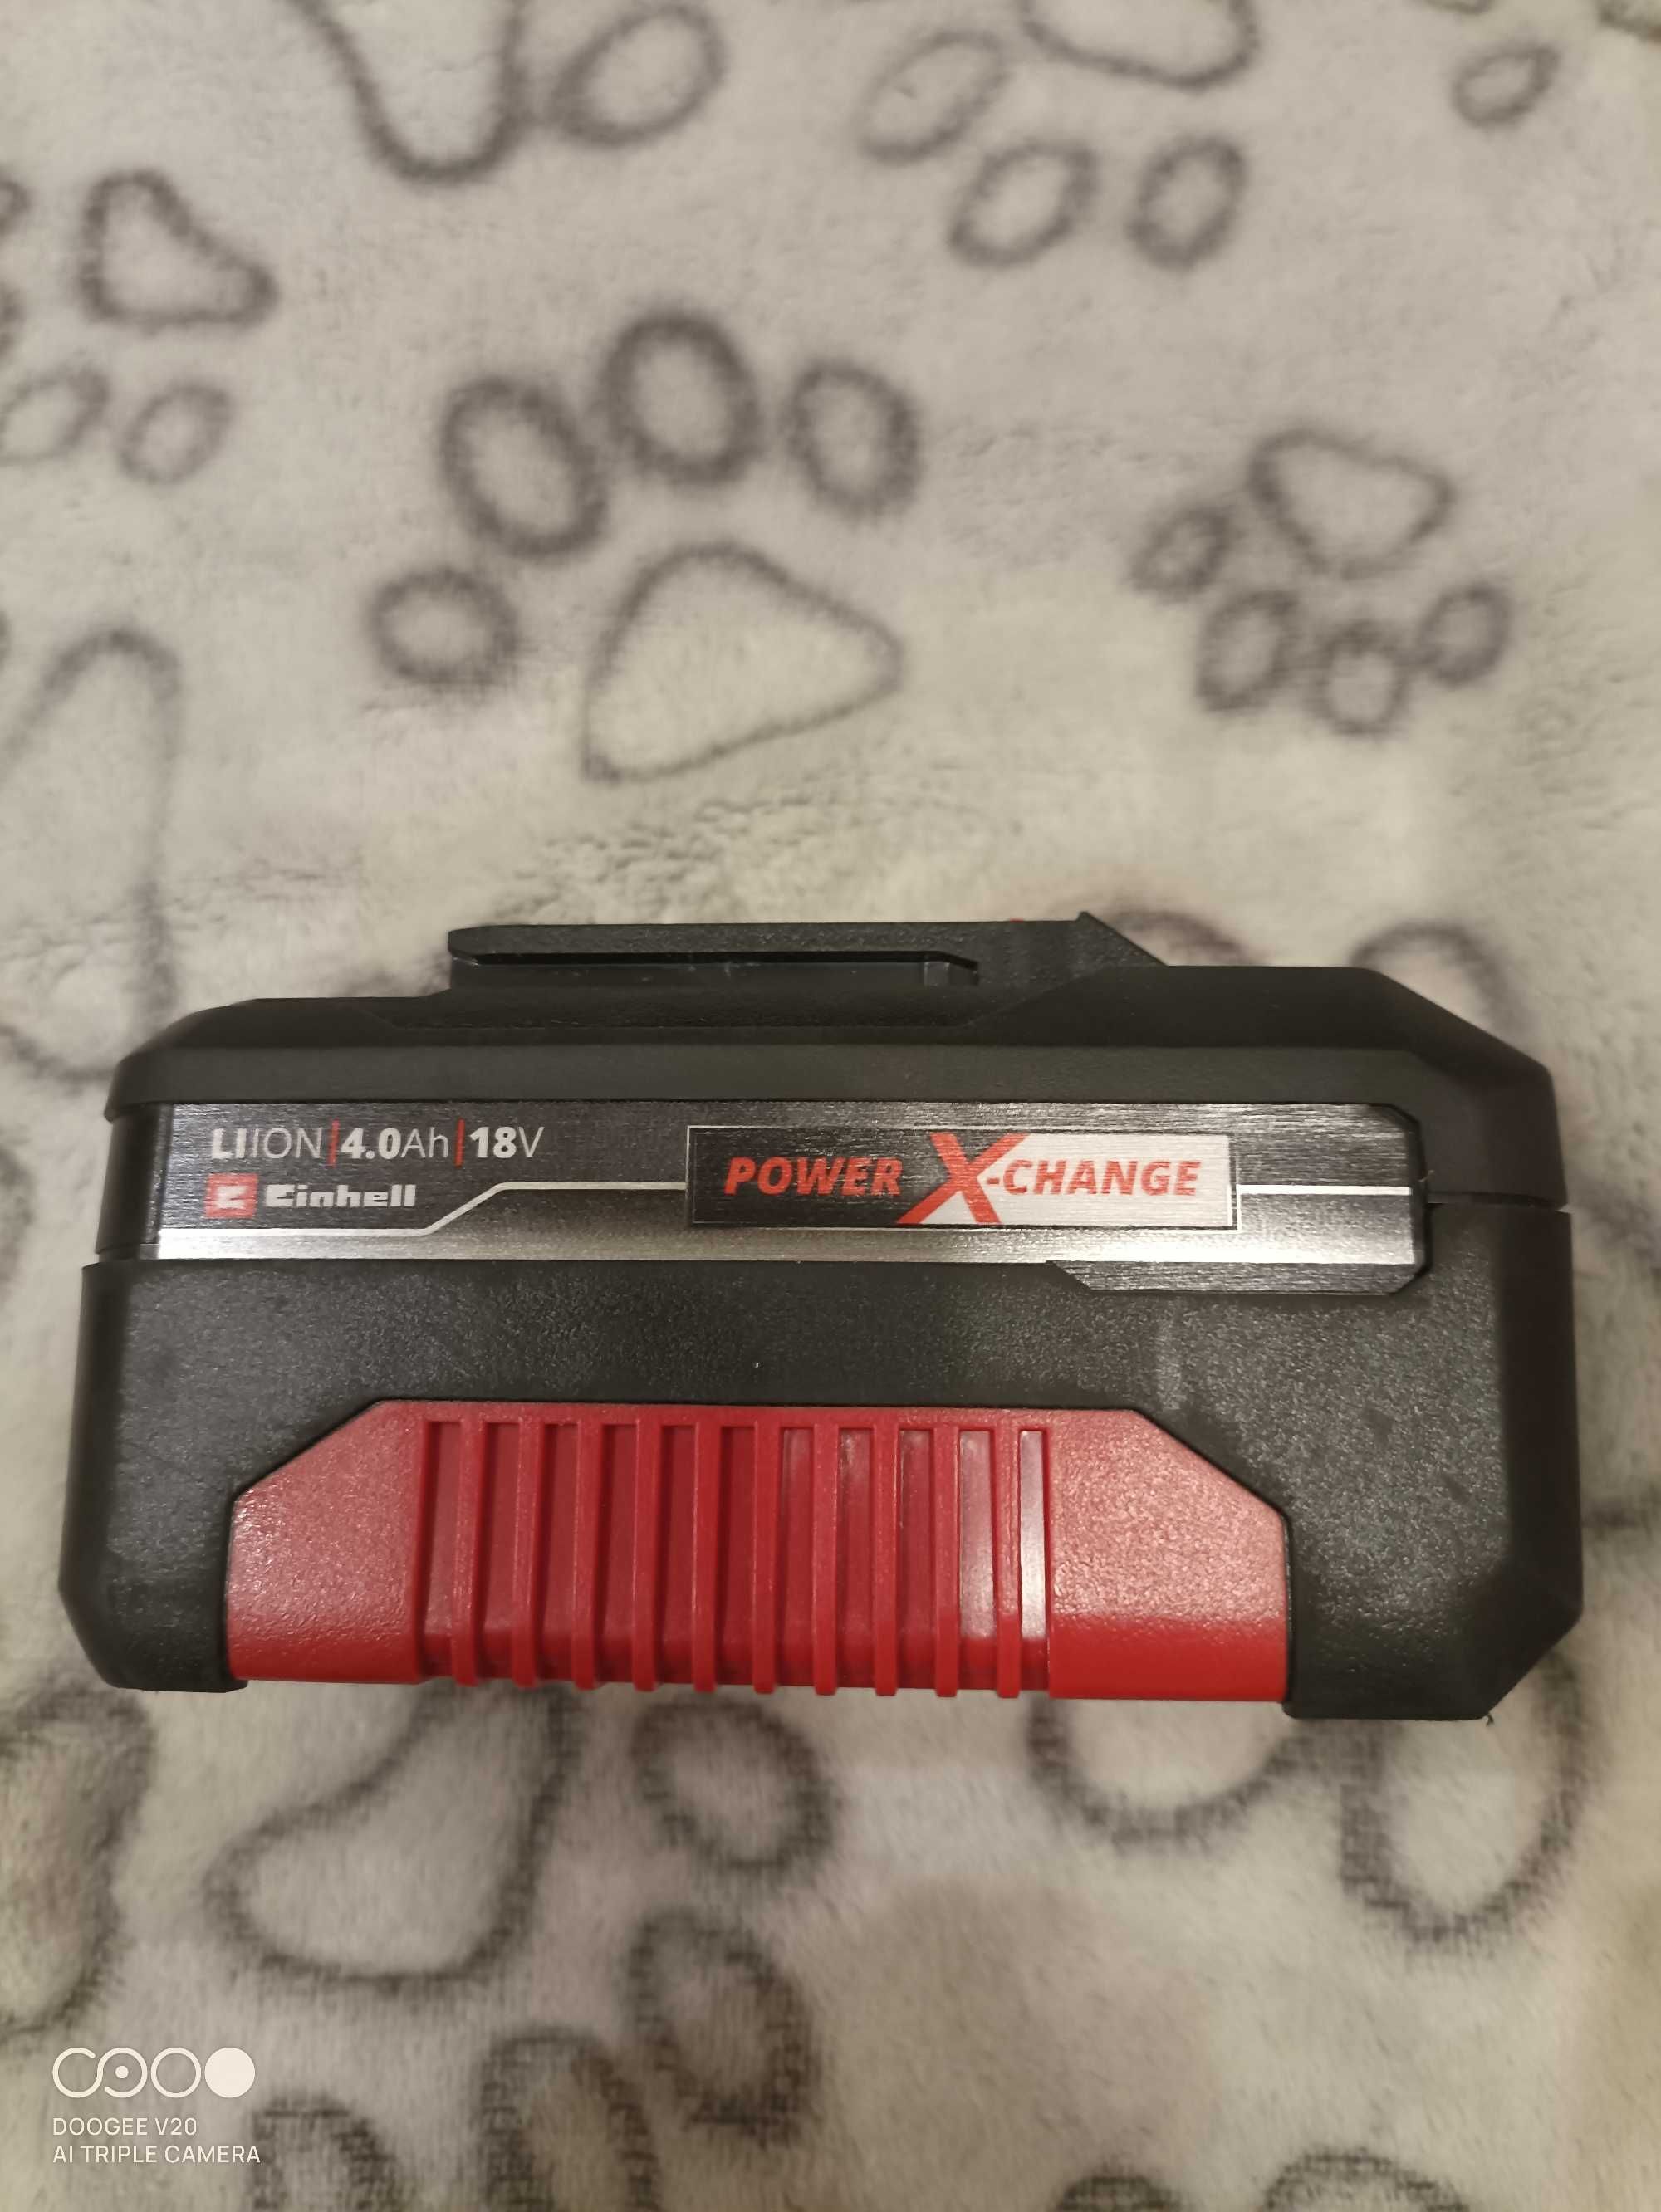 LIION|4.0Ah|18V
Einhell
POWER X-CHANGE
DOOGEE V20
AI TRIPLE CAMERA